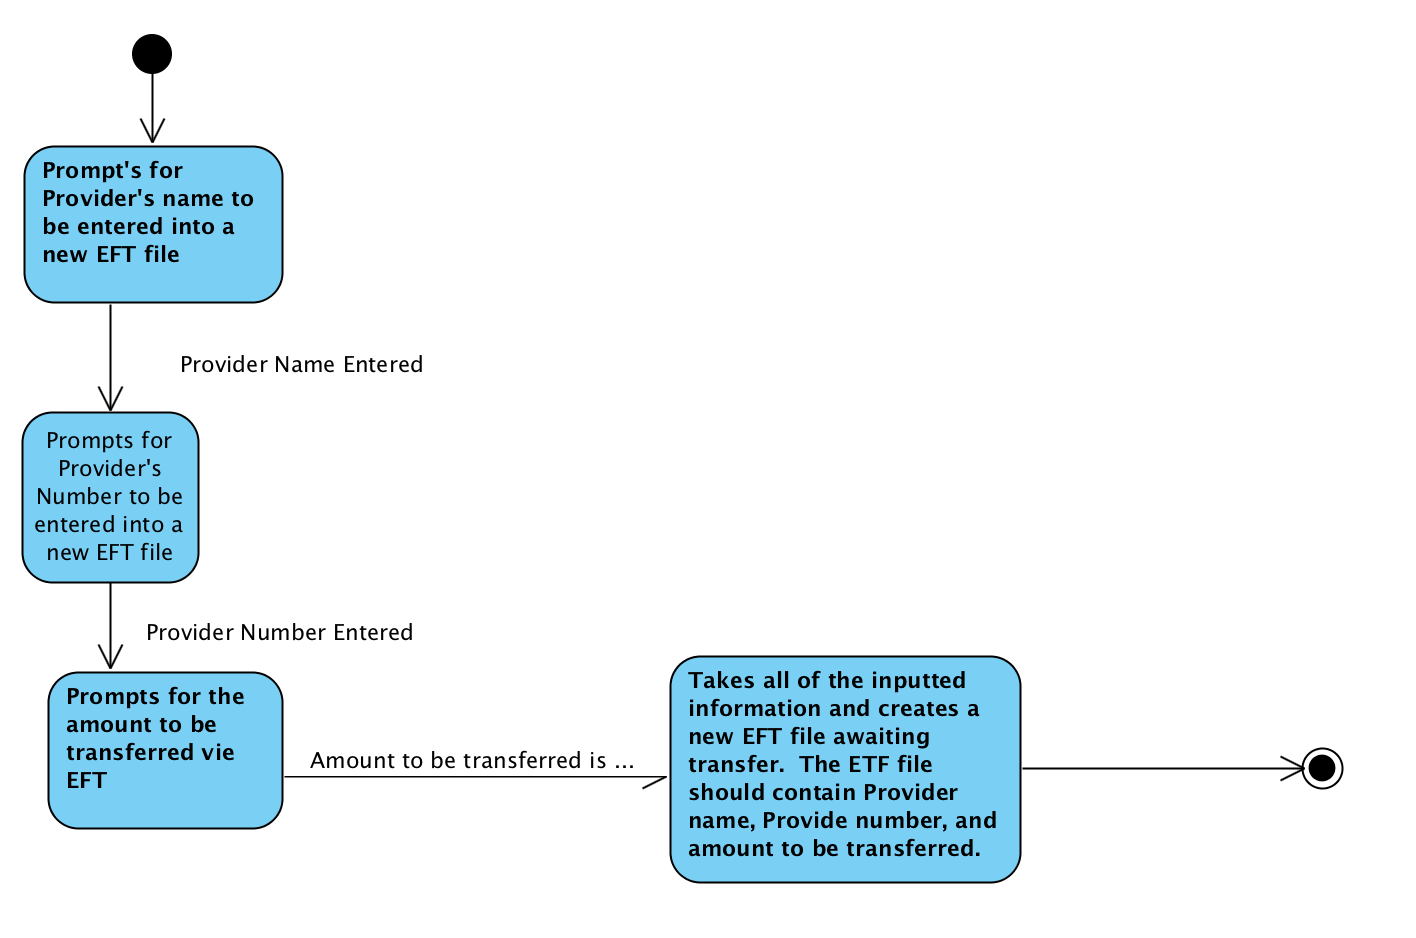 Prompt's for
Provider's name to
be entered into a
new EFT file
Provider Name Entered
Prompts for
Provider's
Number to be
entered into a
new EFT file
Provider Number Entered
Prompts for the
amount to be
transferred vie
EFT
Amount to be transferred is ...
Takes all of the inputted
information and creates a
new EFT file awaiting
transfer.  The ETF file
should contain Provider
name, Provide number, and
amount to be transferred.